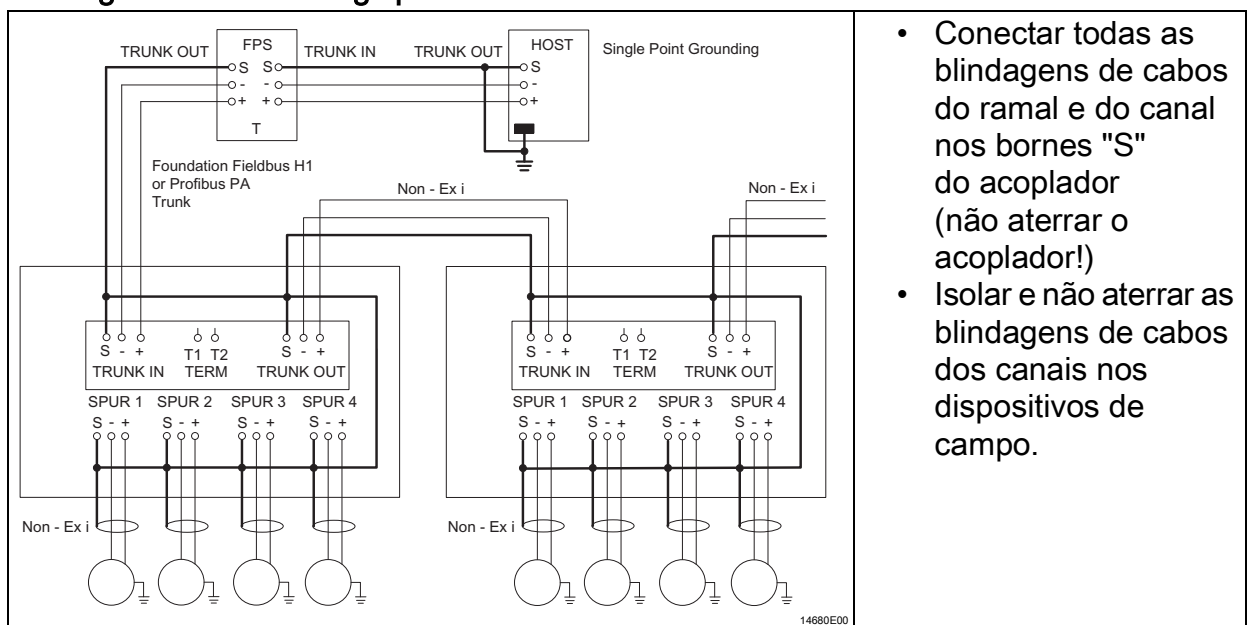 TRUNK OUT
FPS
TRUNK IN
TRUNK OUT
HOST
Single Point Grounding
S S
S
- -
-
+ +
+
T
Foundation Fieldbus H1
or Profibus PA
Trunk
Non - Ex i
Non - Ex i
S - +
T1 T2
S - +
TRUNK IN
TERM
TRUNK OUT
SPUR 1
SPUR 2
SPUR 3
SPUR 4
S - +
S - +
S - +
S - +
Non - Ex i
S - +
T1 T2
S - +
TRUNK IN
TERM
TRUNK OUT
SPUR 1
SPUR 2
SPUR 3
SPUR 4
S - +
S - +
S - +
S - +
Non - Ex i
14680E00
• Conectar todas as
blindagens de cabos
do ramal e do canal
nos bornes "S"
do acoplador
(não aterrar o
acoplador!)
• Isolar e não aterrar as
blindagens de cabos
dos canais nos
dispositivos de
campo.